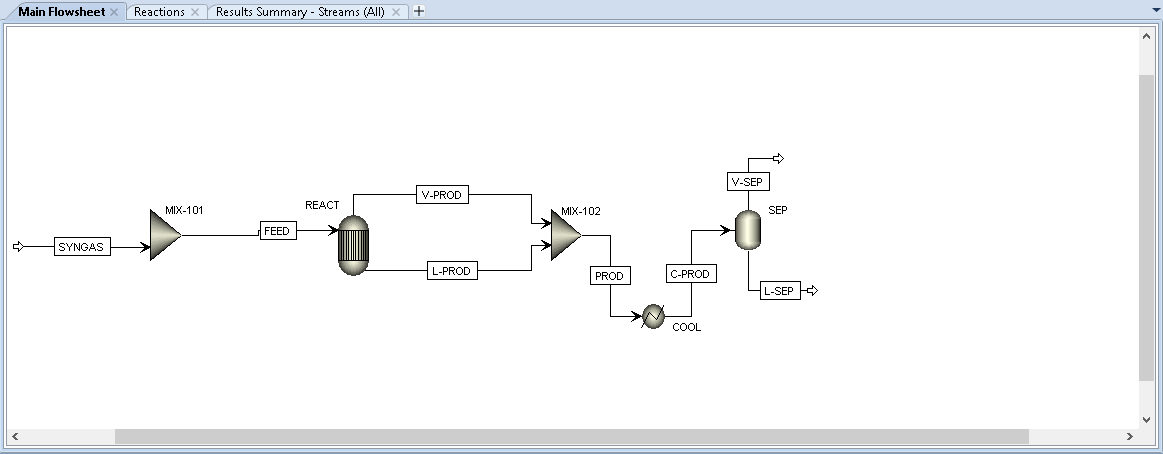 Main Flowsheet
Reactions
Results Summary - Streams (All)
V-SEP
V-PROD
REACT
MIX-101
MIX-102
SEP
FEED
SYNGAS
L-PROD
PROD
C-PROD
L-SEP
COOL